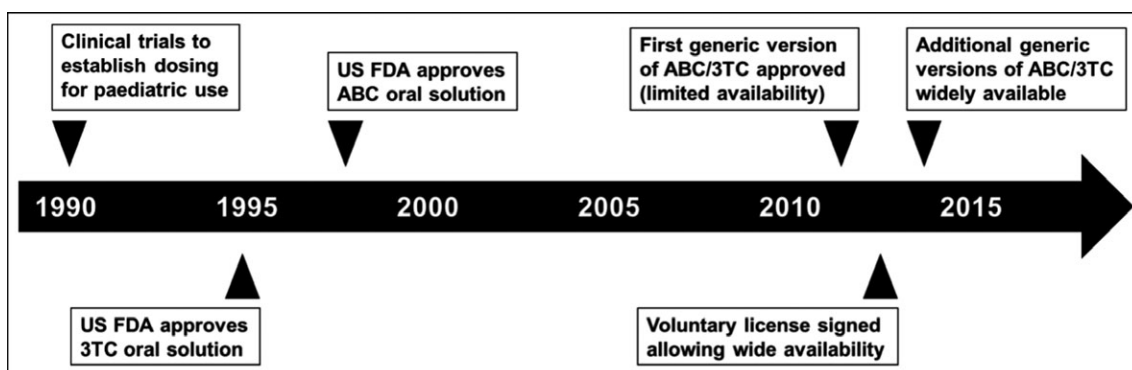 Clinical trials to
establish dosing
for paediatric use
US FDA approves
ABC oral solution
First generic version
of ABC/3TC approved
(limited availability)
Additional generic
versions of ABC/3TC
widely available
1990 1995 2000 2005 2010 2015
US FDA approves
3TC oral solution
Voluntary license signed
allowing wide availability